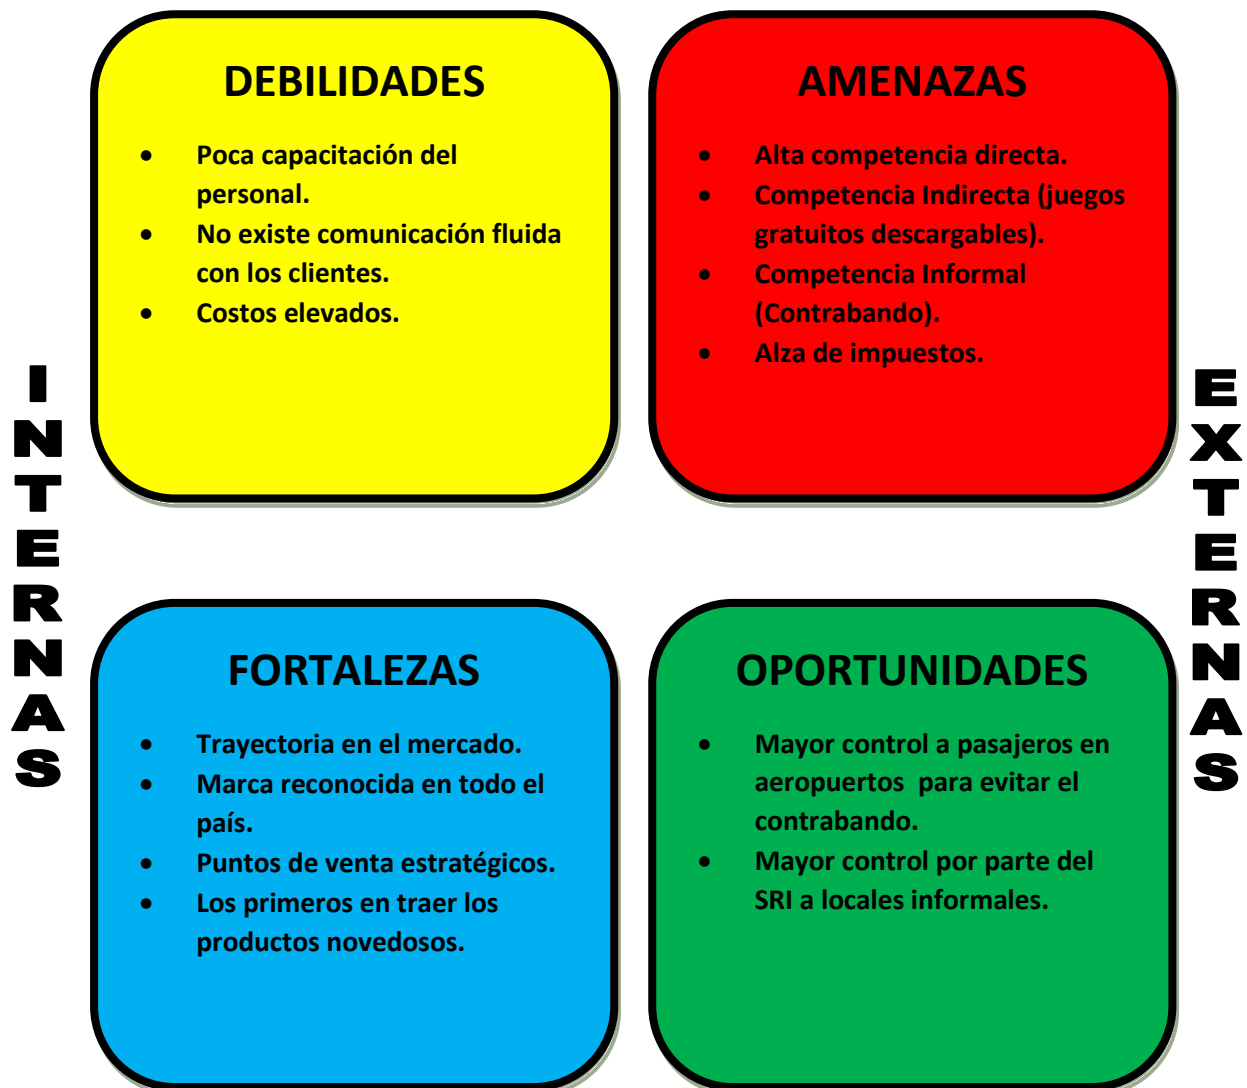 DEBILIDADES
• Poca capacitación del
personal.
• No existe comunicación fluida
con los clientes.
• Costos elevados.
AMENAZAS
• Alta competencia directa.
• Competencia Indirecta (juegos
gratuitos descargables).
• Competencia Informal
(Contrabando).
• Alza de impuestos.
INTERNAS
EXTERNAS
FORTALEZAS
• Trayectoria en el mercado.
• Marca reconocida en todo el
país.
• Puntos de venta estratégicos.
• Los primeros en traer los
productos novedosos.
OPORTUNIDADES
• Mayor control a pasajeros en
aeropuertos  para evitar el
contrabando.
• Mayor control por parte del
SRI a locales informales.